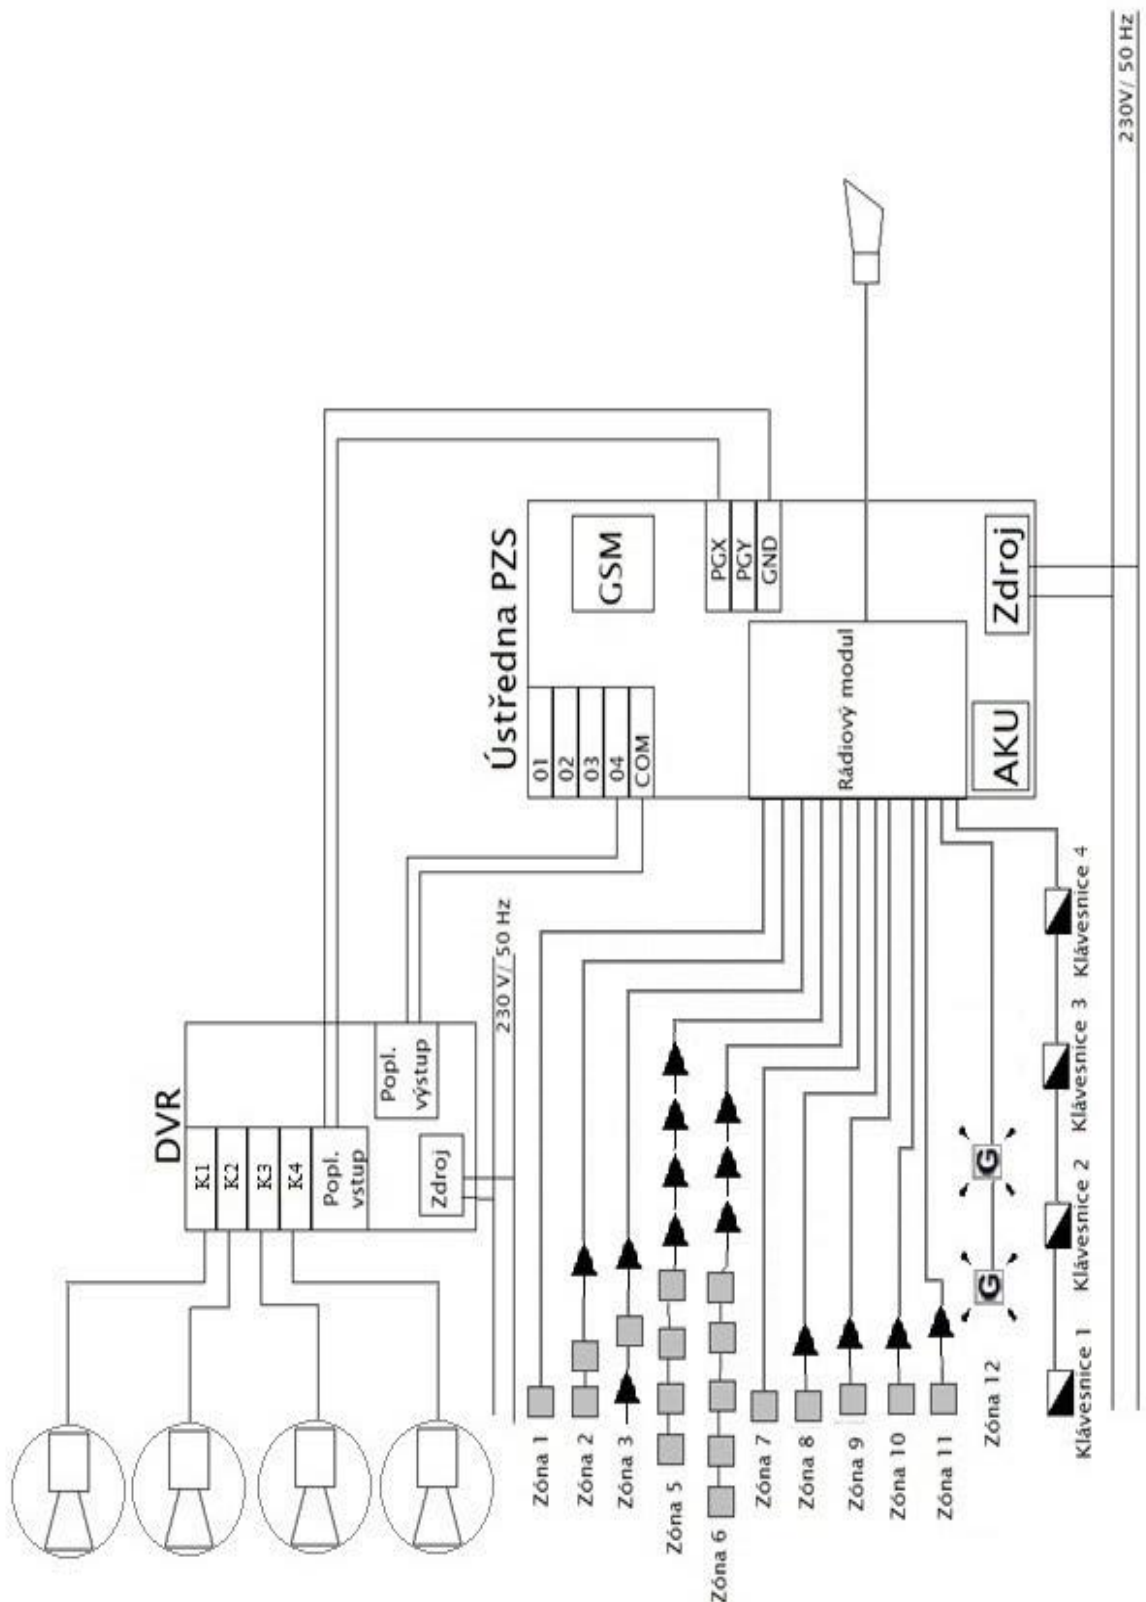 DVR
K1
K2
K3
K4
Popl.
vstup
Popl.
výstup
Zdroj
230 V/ 50 Hz
Ústředna PZS
01
02
03
04
COM
GSM
PGX
PGY
GND
Rádiový modul
AKU
Zdroj
230V/ 50 Hz
Zóna 1
Zóna 2
Zóna 3
Zóna 5
Zóna 6
Zóna 7
Zóna 8
Zóna 9
Zóna 10
Zóna 11
Zóna 12
G
G
Klávesnice 1
Klávesnice 2
Klávesnice 3
Klávesnice 4